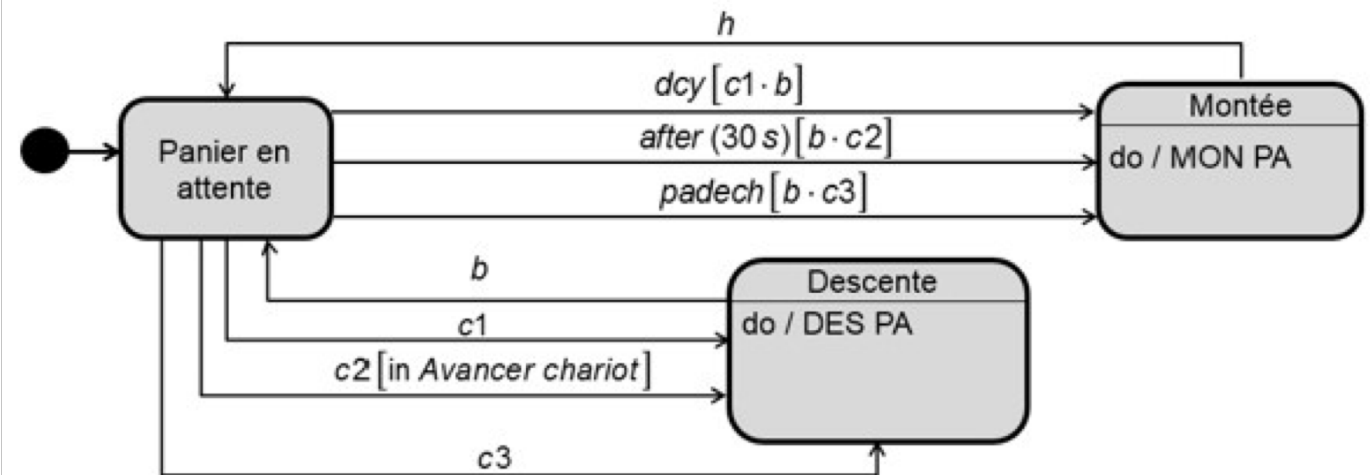 h
dcy[c1 · b]
Montée
after (30 s)[b · c2]
do / MON PA
Panier en
attente
padech[b · c3]
b
Descente
c1
do / DES PA
c2[in Avancer chariot]
c3